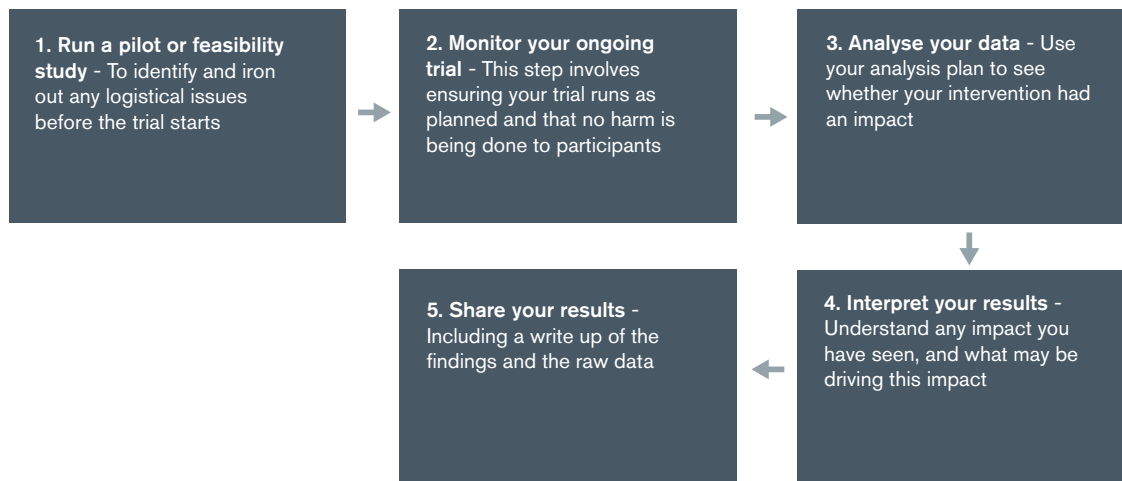 1. Run a pilot or feasibility
study - To identify and iron
out any logistical issues
before the trial starts
2. Monitor your ongoing
trial - This step involves
ensuring your trial runs as
planned and that no harm is
being done to participants
3. Analyse your data - Use
your analysis plan to see
whether your intervention had
an impact
4. Interpret your results -
Understand any impact you
have seen, and what may be
driving this impact
5. Share your results -
Including a write up of the
findings and the raw data